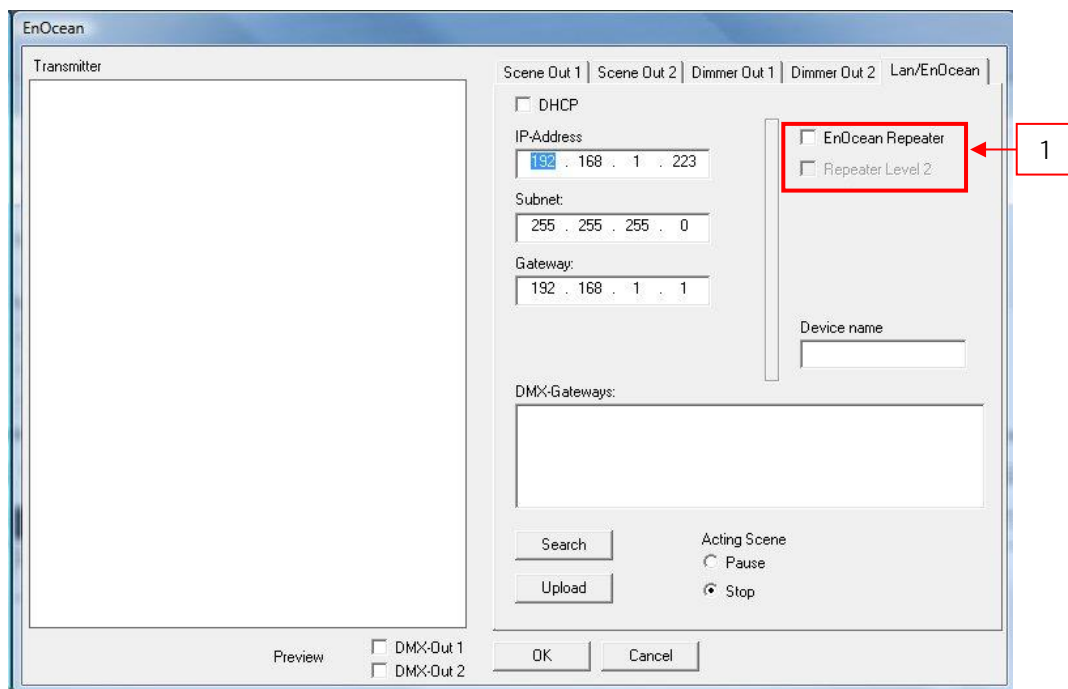 EnOcean
Transmitter
Scene Out 1 Scene Out 2 Dimmer Out 1 Dimmer Out 2 Lan/EnOcean
DHCP
IP-Address
192 . 168 . 1 . 223
Subnet:
255 . 255 . 255 . 0
Gateway:
192 . 168 . 1 . 1
EnOcean Repeater
Repeater Level 2
1
Device name
DMX-Gateways:
Search
Upload
Acting Scene
Pause
Stop
Preview
DMX-Out 1
DMX-Out 2
OK
Cancel